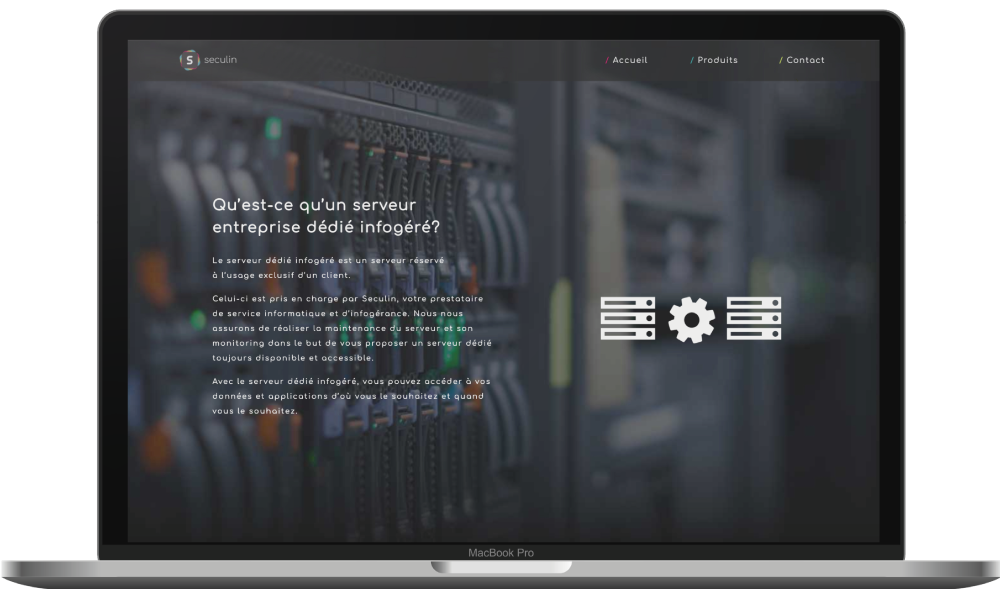 S seculin
/ Accueil / Produits / Contact
Qu'est-ce qu'un serveur
entreprise dédié infogéré?
Le serveur dédié infogéré est un serveur réservé
à l'usage exclusif d'un client.
Celui-ci est pris en charge par Seculin, votre prestataire
de service informatique et d'infogérance. Nous nous
assurons de réaliser la maintenance du serveur et son
monitoring dans le but de vous proposer un serveur dédié
toujours disponible et accessible.
Avec le serveur dédié infogéré, vous pouvez accéder à vos
données et applications d'où vous le souhaitez et quand
vous le souhaitez.
MacBook Pro